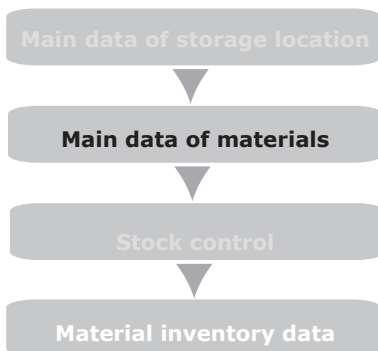 Main data of storage location
Main data of materials
Stock control
Material inventory data